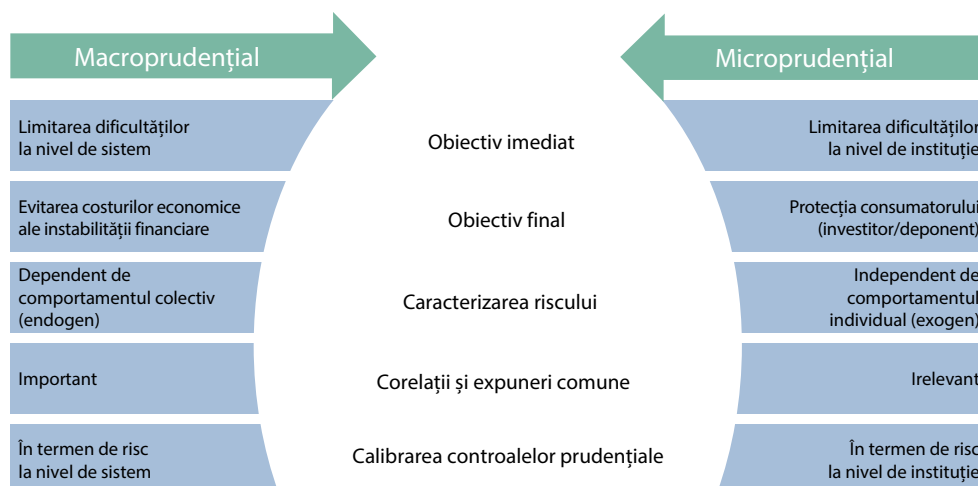 Macroprudențial
Microprudențial
Limitarea dificultăților
la nivel de sistem
Obiectiv imediat
Limitarea dificultăților
la nivel de instituție
Evitarea costurilor economice
ale instabilității financiare
Obiectiv final
Protecția consumatorului
(investitor/deponent)
Dependent de
comportamentul colectiv
(endogen)
Caracterizarea riscului
Independent de
comportamentul
individual (exogen)
Important
Corelații și expuneri comune
Irelevant
În termen de risc
la nivel de sistem
Calibrarea controalelor prudențiale
În termen de risc
la nivel de instituție